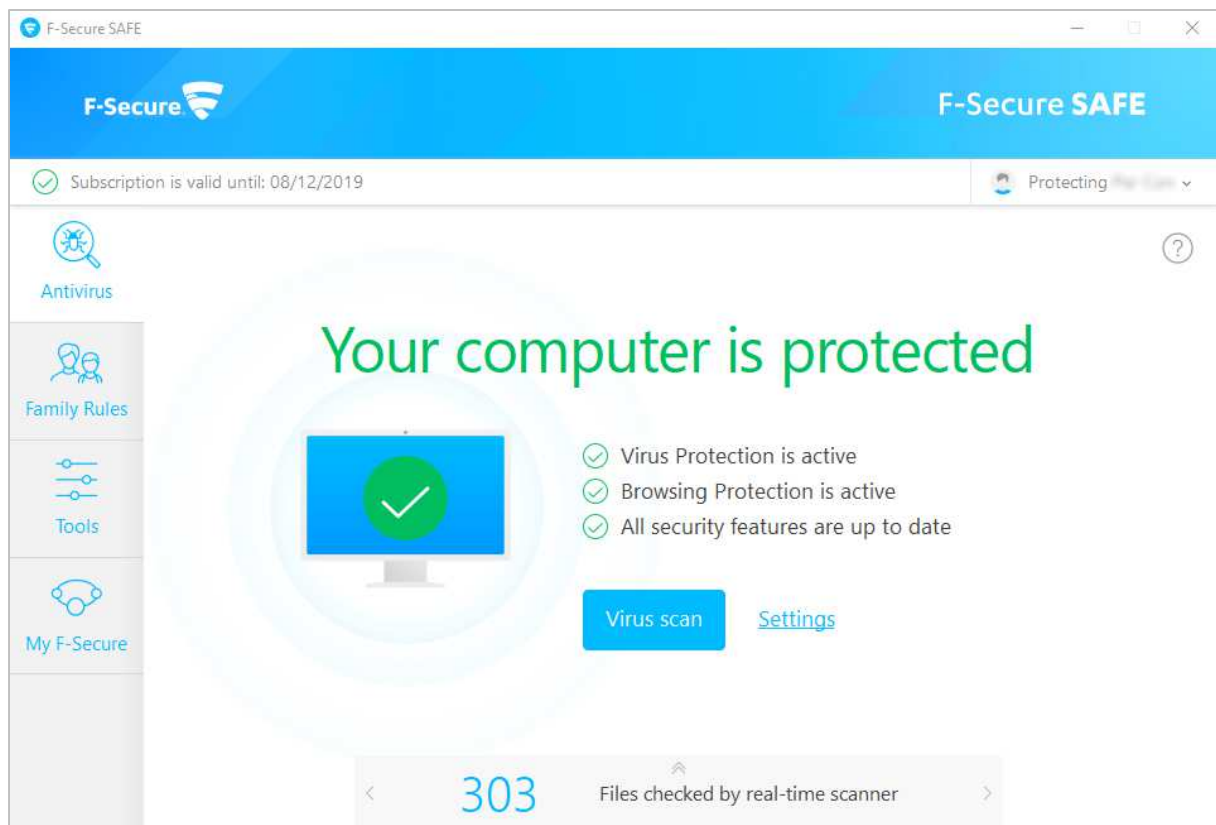 F-Secure SAFE
F-Secure
F-Secure SAFE
Subscription is valid until: 08/12/2019
Protecting
Antivirus
?
Your computer is protected
Family Rules
Virus Protection is active
Browsing Protection is active
All security features are up to date
Tools
Virus scan
Settings
My F-Secure
303
Files checked by real-time scanner